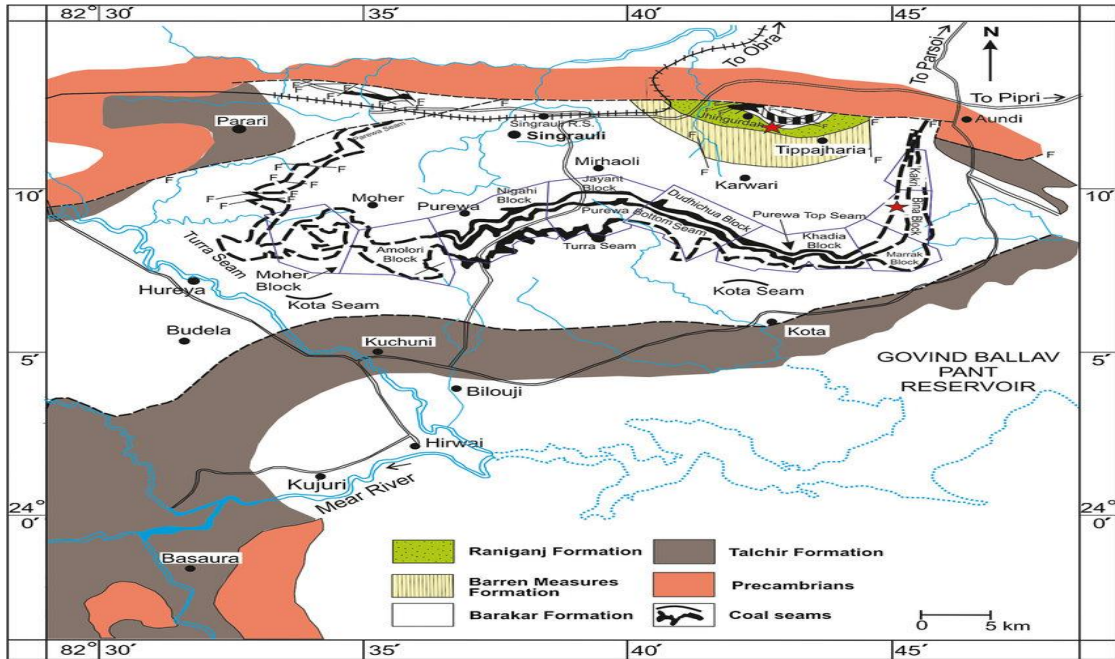 82° 30′ 35′ 40′ 45′
To Obra
To Parsoi
N
To Pipri
F F F F F F F F F F F
Parari
Parewa Seam
Singrauli R.S.
Singrauli
Jhingurdah
Tippajharia
Aundi
10′
10′
Moher
Purewa
Nigahi
Block
Mirhaoli
Jayant
Block
Karwari
Dudhichua Block
Purewa Top Seam
Kakri
Bina Block
Purewa Bottom Seam
Khadia
Block
Marrak
Block
Turra Seam
Amolori
Block
Turra Seam
Moher
Block
Hureya
Kota Seam
Kota Seam
Budela
Kota
Kuchuni
5′
5′
GOVIND BALLAV
PANT
RESERVOIR
Bilouji
Hirwai
Kujuri
Mear River
24°
0′
24°
0′
Basaura
Raniganj Formation
Talchir Formation
Barren Measures
Formation
Precambrians
Barakar Formation
Coal seams
0 5 km
82° 30′ 35′ 40′ 45′